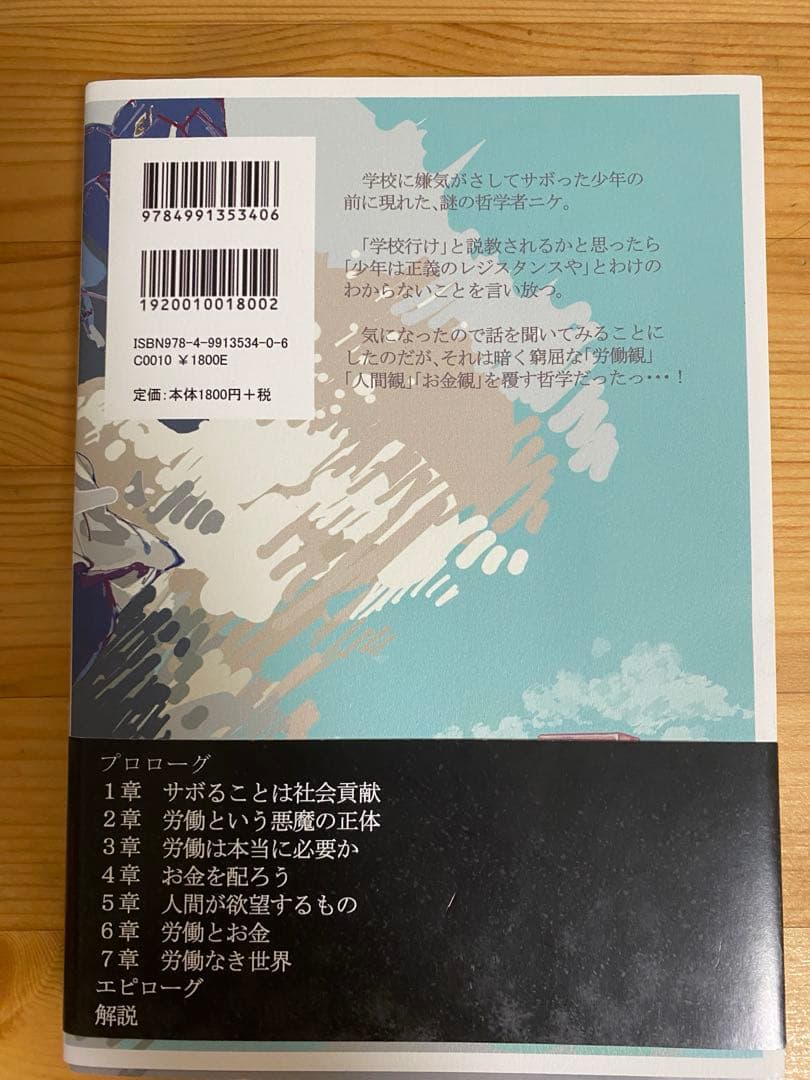 9784991353406
1920010018002
ISBN978-4-9913534-0-6
C0010 ¥1800E
定価：本体1800円＋税
学校に嫌気がさしてサボった少年の
前に現れた、謎の哲学者ニケ。
「学校行け」と説教されるかと思ったら
「少年は正義のレジスタンスや」とわけの
わからないことを言い放つ。
気になったので話を聞いてみることに
したのだが、それは暗く窮屈な「労働観」
「人間観」「お金観」を覆す哲学だったっ・・・！
プロローグ
１章　サボることは社会貢献
２章　労働という悪魔の正体
３章　労働は本当に必要か
４章　お金を配ろう
５章　人間が欲望するもの
６章　労働とお金
７章　労働なき世界
エピローグ
解説